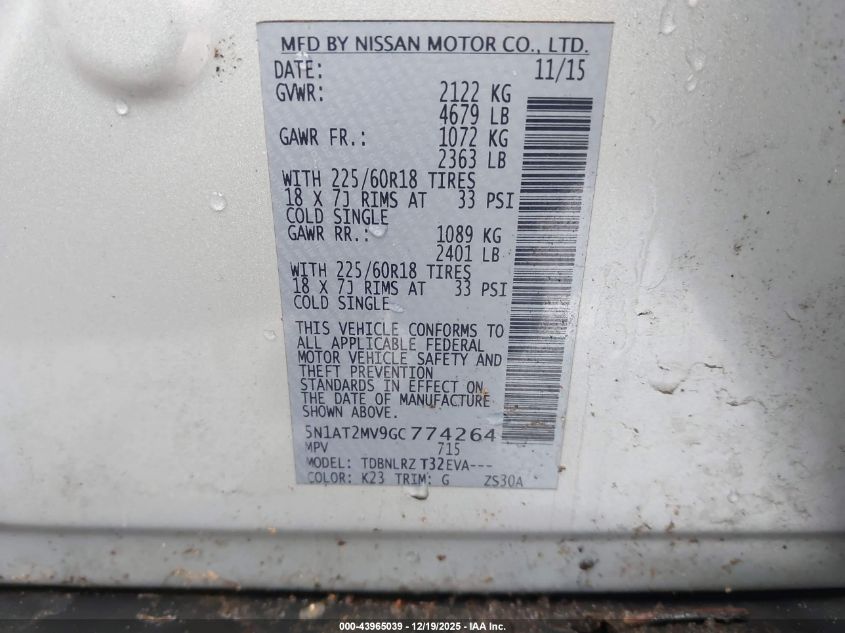 MFD BY NISSAN MOTOR CO., LTD.
DATE: 11/15
GVWR: 2122 KG
4679 LB
GAWR FR.: 1072 KG
2363 LB
WITH 225/60R18 TIRES
18 X 7J RIMS AT 33 PSI
COLD SINGLE
GAWR RR.: 1089 KG
2401 LB
WITH 225/60R18 TIRES
18 X 7J RIMS AT 33 PSI
COLD SINGLE
THIS VEHICLE CONFORMS TO
ALL APPLICABLE FEDERAL
MOTOR VEHICLE SAFETY AND
THEFT PREVENTION
STANDARDS IN EFFECT ON
THE DATE OF MANUFACTURE
SHOWN ABOVE.
5N1AT2MV9GC774264
MPV 715
MODEL: TDBNLRZ T32EVA---
COLOR: K23 TRIM: G ZS30A
000-43965039 - 12/19/2025 - IAA Inc.